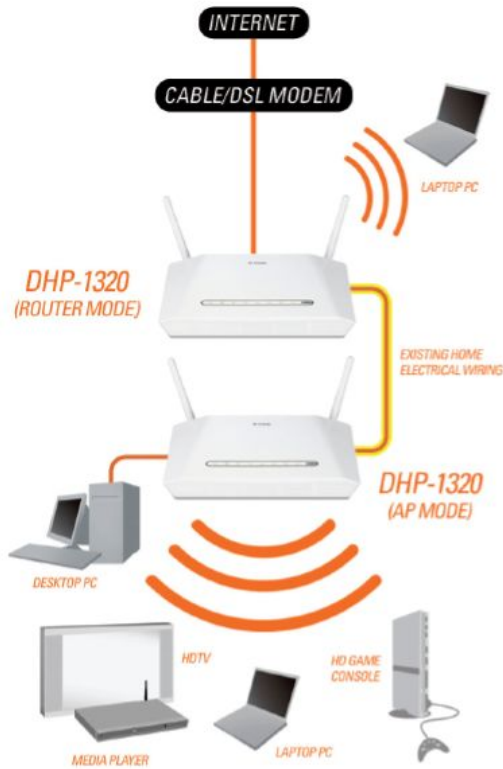 INTERNET
CABLE/DSL MODEM
LAPTOP PC
DHP-1320
(ROUTER MODE)
EXISTING HOME
ELECTRICAL WIRING
DHP-1320
(AP MODE)
DESKTOP PC
HDTV
HD GAME
CONSOLE
LAPTOP PC
MEDIA PLAYER